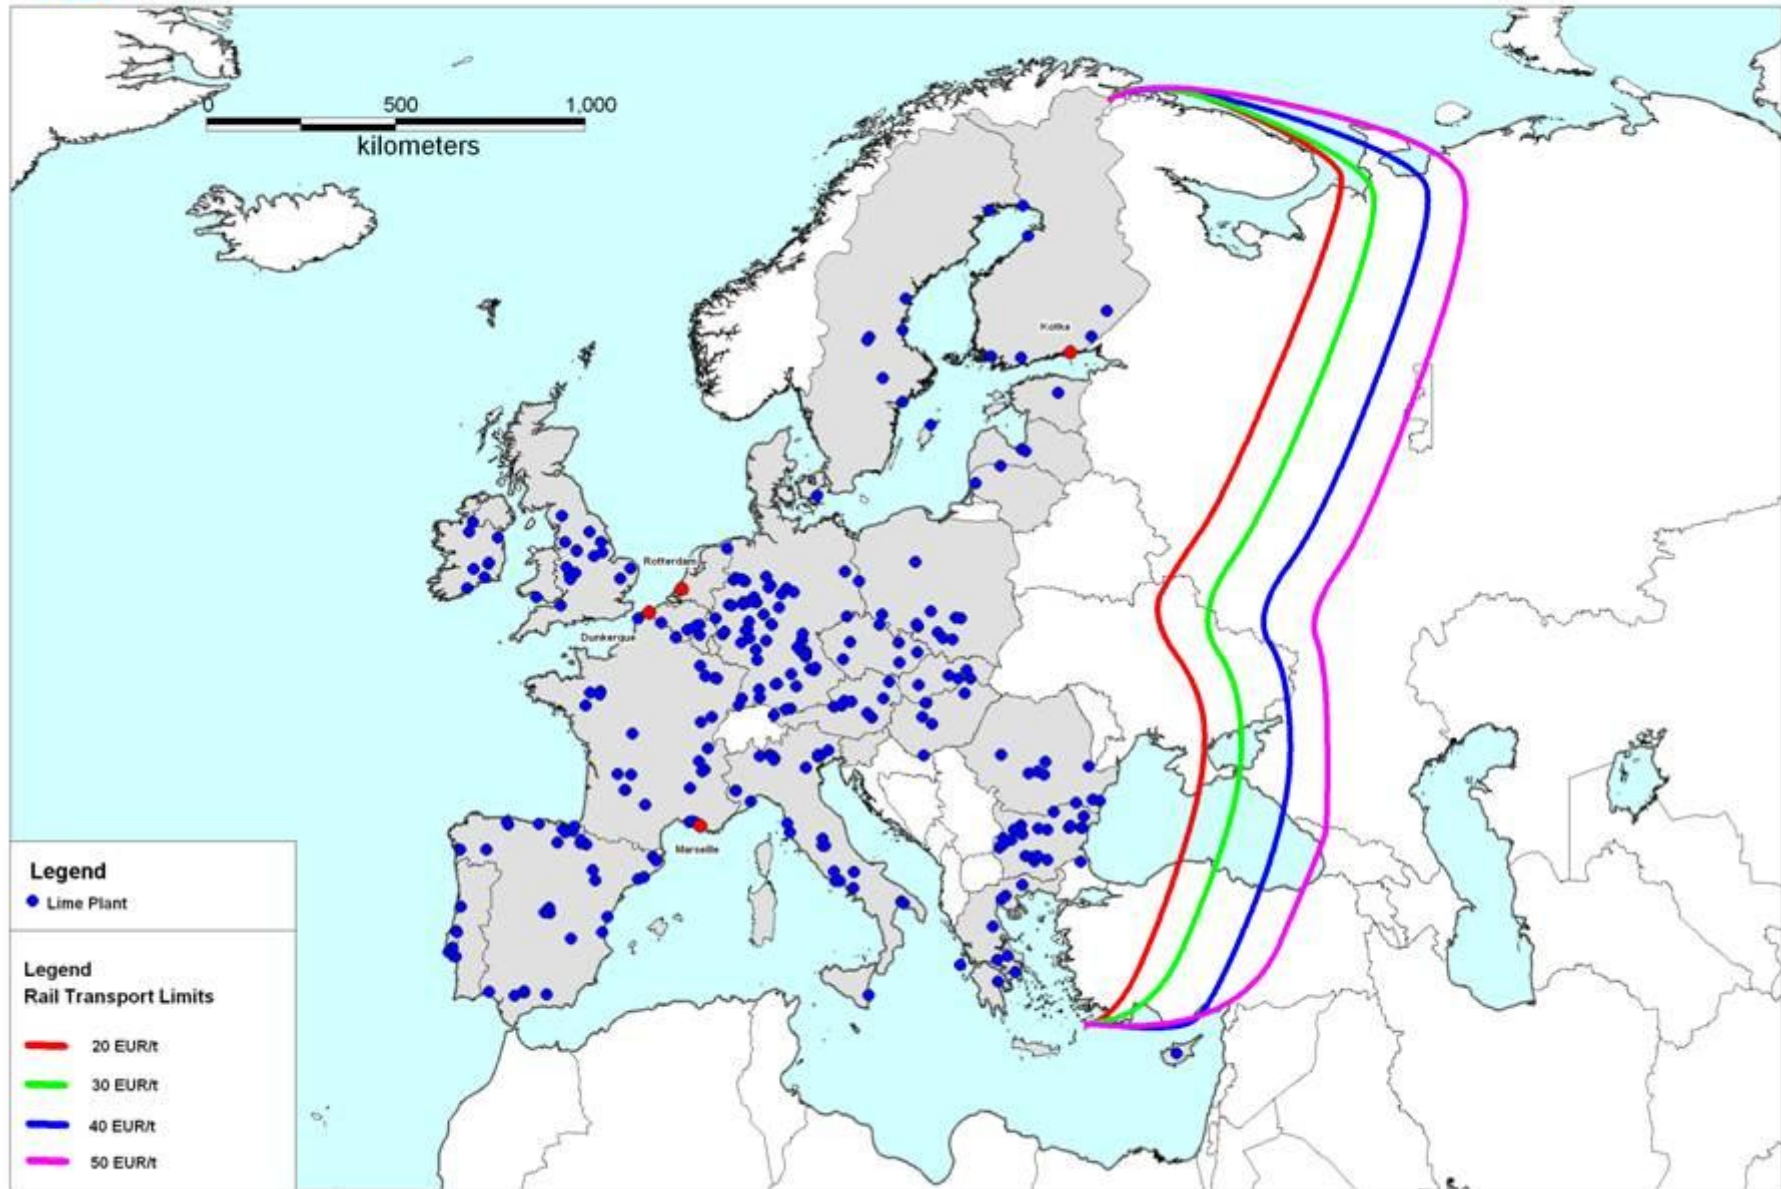 0 500 1.000
kilometers
Kotka
Rotterdam
Dunkerque
Marseille
Legend
Lime Plant
Legend
Rail Transport Limits
20 EUR/t
30 EUR/t
40 EUR/t
50 EUR/t